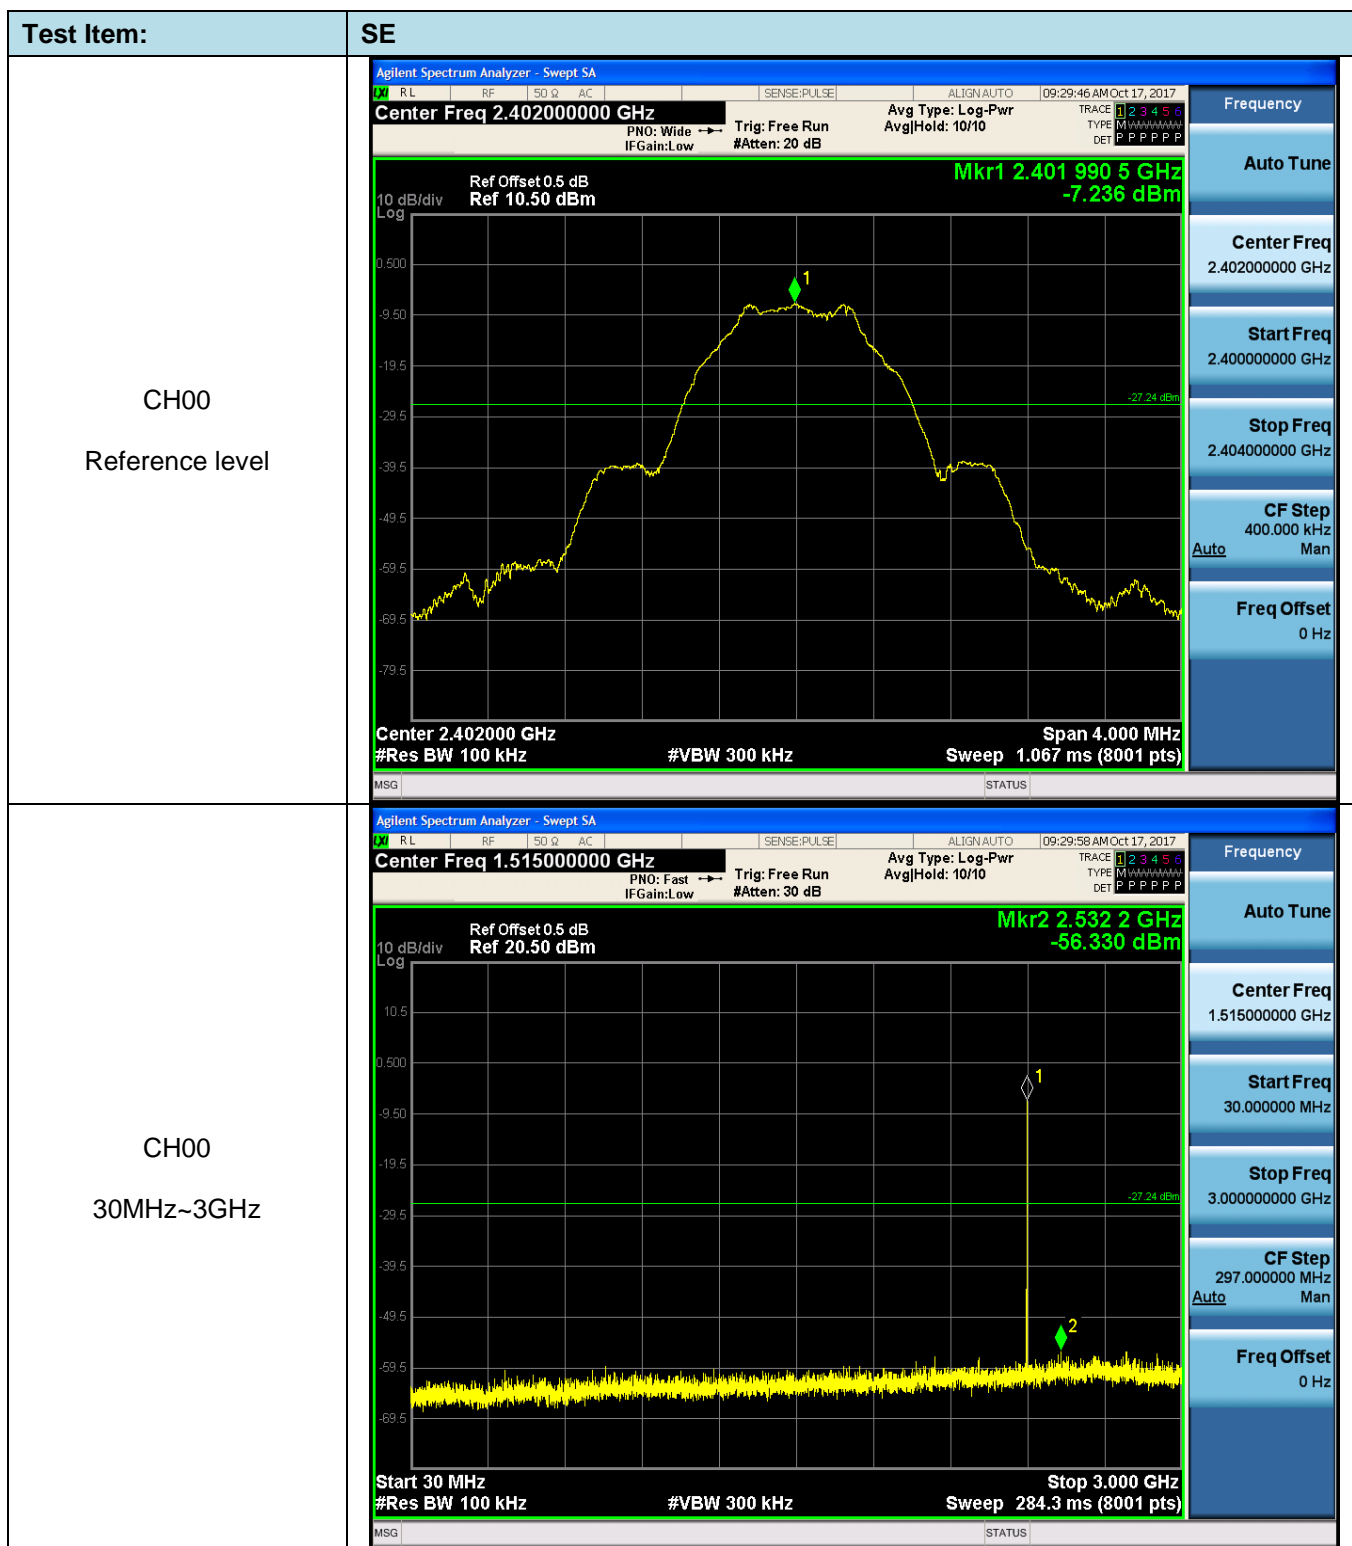 Test Item: SE
CH00
Reference level
Agilent Spectrum Analyzer - Swept SA
LXI RL RF 50 Ω AC SENSE:PULSE ALIGN AUTO 09:29:46 AM Oct 17, 2017
Center Freq 2.402000000 GHz
PNO: Wide
IFGain:Low
Trig: Free Run
#Atten: 20 dB
Avg Type: Log-Pwr
Avg|Hold: 10/10
TRACE 1 2 3 4 5 6
TYPE M WWWWW
DET P P P P P P
Ref Offset 0.5 dB
10 dB/div Ref 10.50 dBm
Log
Mkr1 2.401 990 5 GHz
-7.236 dBm
0.500
-9.50
-19.5
-29.5
-39.5
-49.5
-59.5
-69.5
-79.5
1
-27.24 dBm
Center 2.402000 GHz Span 4.000 MHz
#Res BW 100 kHz #VBW 300 kHz Sweep 1.067 ms (8001 pts)
MSG STATUS
Frequency
Auto Tune
Center Freq
2.402000000 GHz
Start Freq
2.400000000 GHz
Stop Freq
2.404000000 GHz
CF Step
400.000 kHz
Auto Man
Freq Offset
0 Hz
CH00
30MHz~3GHz
Agilent Spectrum Analyzer - Swept SA
LXI RL RF 50 Ω AC SENSE:PULSE ALIGN AUTO 09:29:58 AM Oct 17, 2017
Center Freq 1.515000000 GHz
PNO: Fast
IFGain:Low
Trig: Free Run
#Atten: 30 dB
Avg Type: Log-Pwr
Avg|Hold: 10/10
TRACE 1 2 3 4 5 6
TYPE M WWWWW
DET P P P P P P
Ref Offset 0.5 dB
10 dB/div Ref 20.50 dBm
Log
Mkr2 2.532 2 GHz
-56.330 dBm
10.5
0.500
-9.50
-19.5
-29.5
-39.5
-49.5
-59.5
-69.5
1
-27.24 dBm
2
Start 30 MHz Stop 3.000 GHz
#Res BW 100 kHz #VBW 300 kHz Sweep 284.3 ms (8001 pts)
MSG STATUS
Frequency
Auto Tune
Center Freq
1.515000000 GHz
Start Freq
30.000000 MHz
Stop Freq
3.000000000 GHz
CF Step
297.000000 MHz
Auto Man
Freq Offset
0 Hz